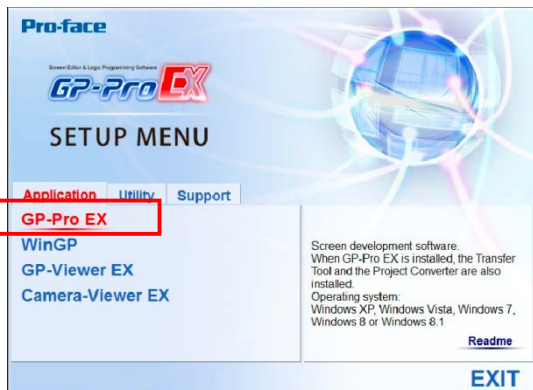 Pro-face
Screen Editor & Logic Programming Software
GP-Pro EX
SETUP MENU
Application Utility Support
GP-Pro EX
WinGP
GP-Viewer EX
Camera-Viewer EX
Screen development software.
When GP-Pro EX is installed, the Transfer
Tool and the Project Converter are also
installed.
Operating system:
Windows XP, Windows Vista, Windows 7,
Windows 8 or Windows 8.1
Readme
EXIT